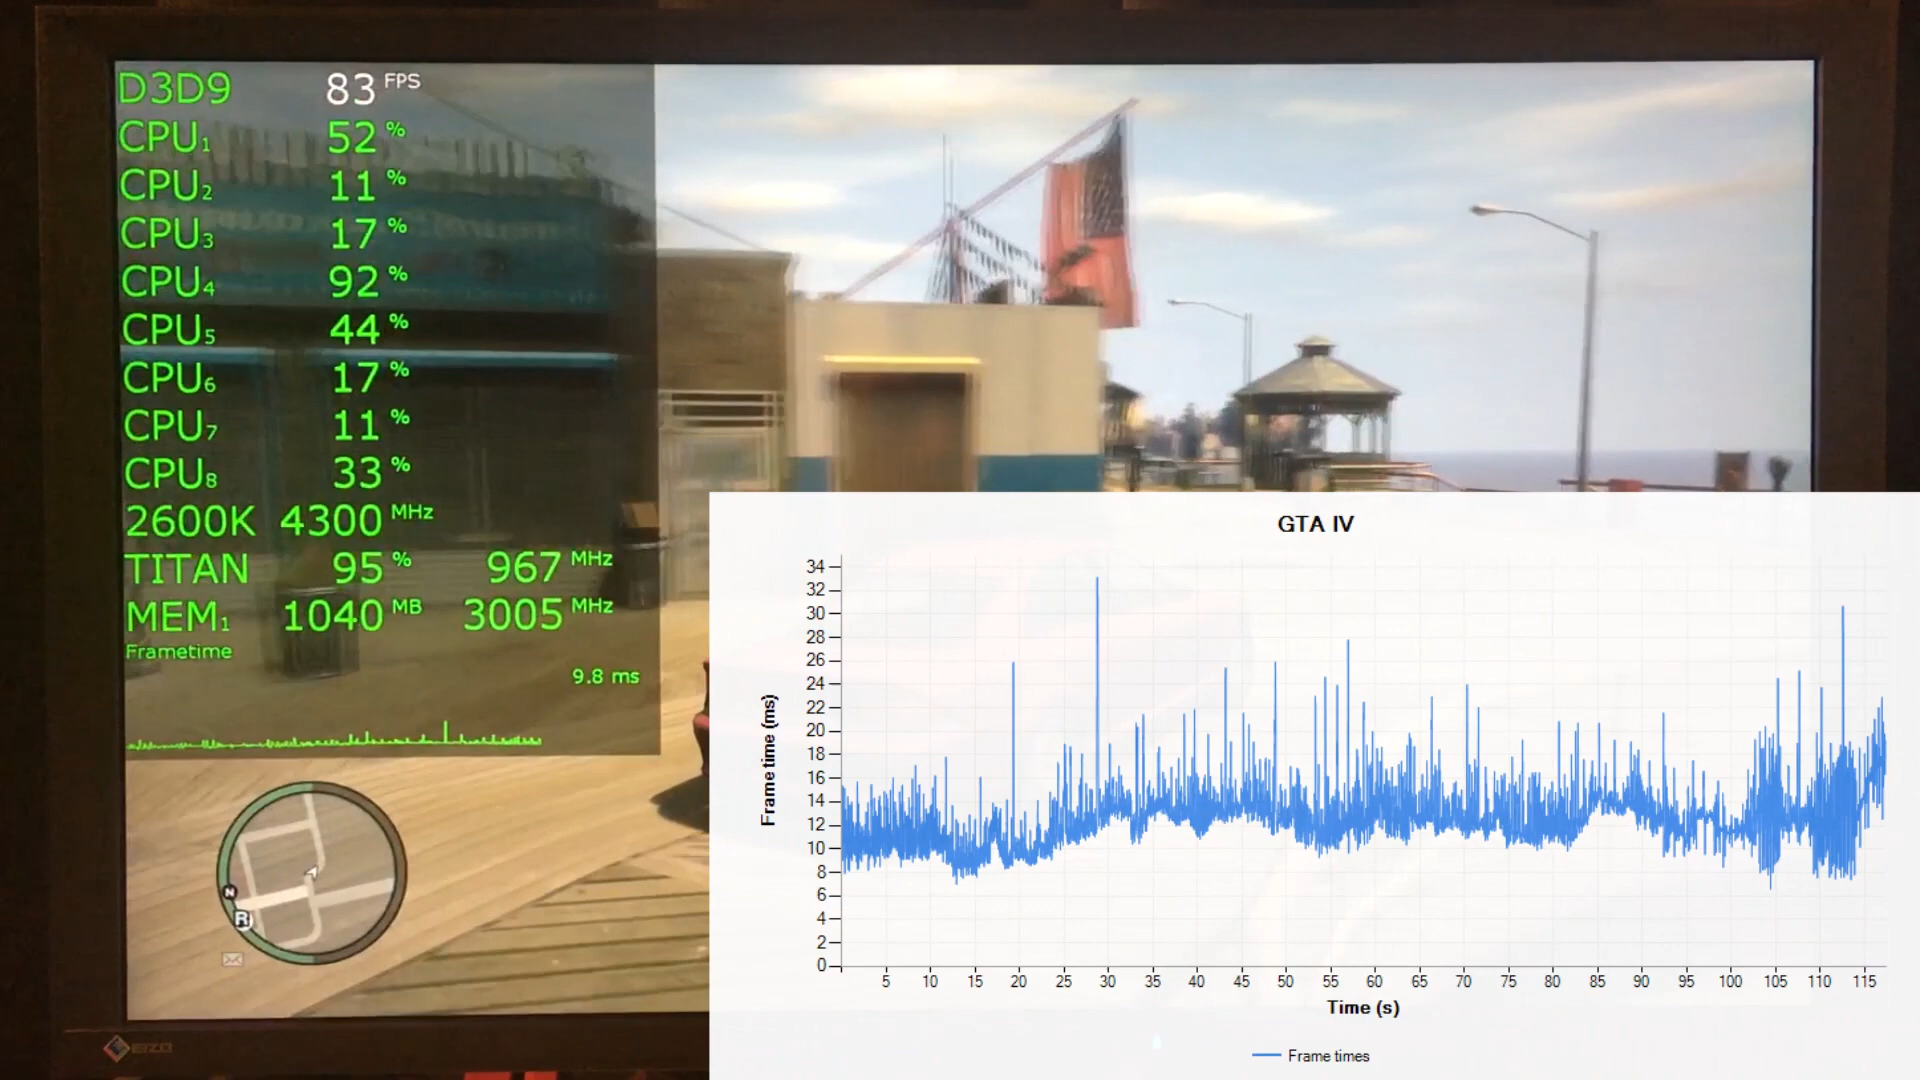 D3D9 83 FPS
CPU1 52 %
CPU2 11 %
CPU3 17 %
CPU4 92 %
CPU5 44 %
CPU6 17 %
CPU7 11 %
CPU8 33 %
2600K 4300 MHz
TITAN 95 % 967 MHz
MEM1 1040 MB 3005 MHz
Frametime
9.8 ms
N
R
EIZO
GTA IV
Frame time (ms)
34
32
30
28
26
24
22
20
18
16
14
12
10
8
6
4
2
0
5 10 15 20 25 30 35 40 45 50 55 60 65 70 75 80 85 90 95 100 105 110 115
Time (s)
Frame times